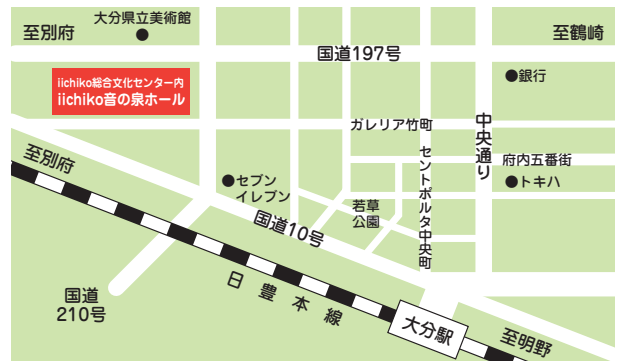 大分県立美術館
至別府
至鶴崎
国道197号
銀行
iichiko総合文化センター内
iichiko音の泉ホール
ガレリア竹町
中央通り
至別府
府内五番街
セントポルタ中央町
セブン
イレブン
トキハ
若草
公園
国道10号
日豊本線
国道
210号
大分駅
至明野